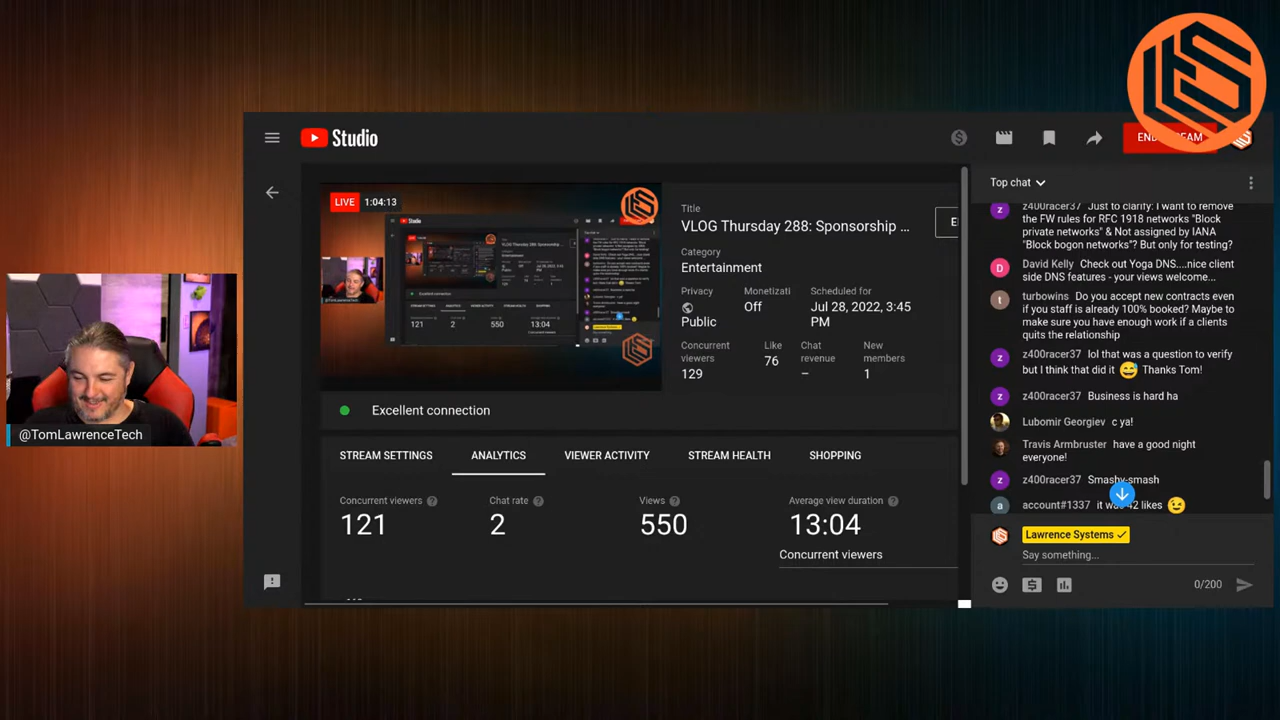 Studio
END STREAM
LIVE 1:04:13
Title
VLOG Thursday 288: Sponsorship ...
Category
Entertainment
Privacy
Public
Monetizati
Off
Scheduled for
Jul 28, 2022, 3:45
PM
Concurrent
viewers
129
Like
76
Chat
revenue
–
New
members
1
Excellent connection
STREAM SETTINGS
ANALYTICS
VIEWER ACTIVITY
STREAM HEALTH
SHOPPING
Concurrent viewers
121
Chat rate
2
Views
550
Average view duration
13:04
Concurrent viewers
@TomLawrenceTech
Top chat
z400racer37 Just to clarify: I want to remove
the FW rules for RFC 1918 networks "Block
private networks" & Not assigned by IANA
"Block bogon networks"? But only for testing?
David Kelly Check out Yoga DNS....nice client
side DNS features - your views welcome...
turbowins Do you accept new contracts even
if you staff is already 100% booked? Maybe to
make sure you have enough work if a clients
quits the relationship
z400racer37 lol that was a question to verify
but I think that did it 😅 Thanks Tom!
z400racer37 Business is hard ha
Lubomir Georgiev c ya!
Travis Armbruster have a good night
everyone!
z400racer37 Smashy-smash
account#1337 it was 42 likes 😉
Lawrence Systems
Say something...
0/200